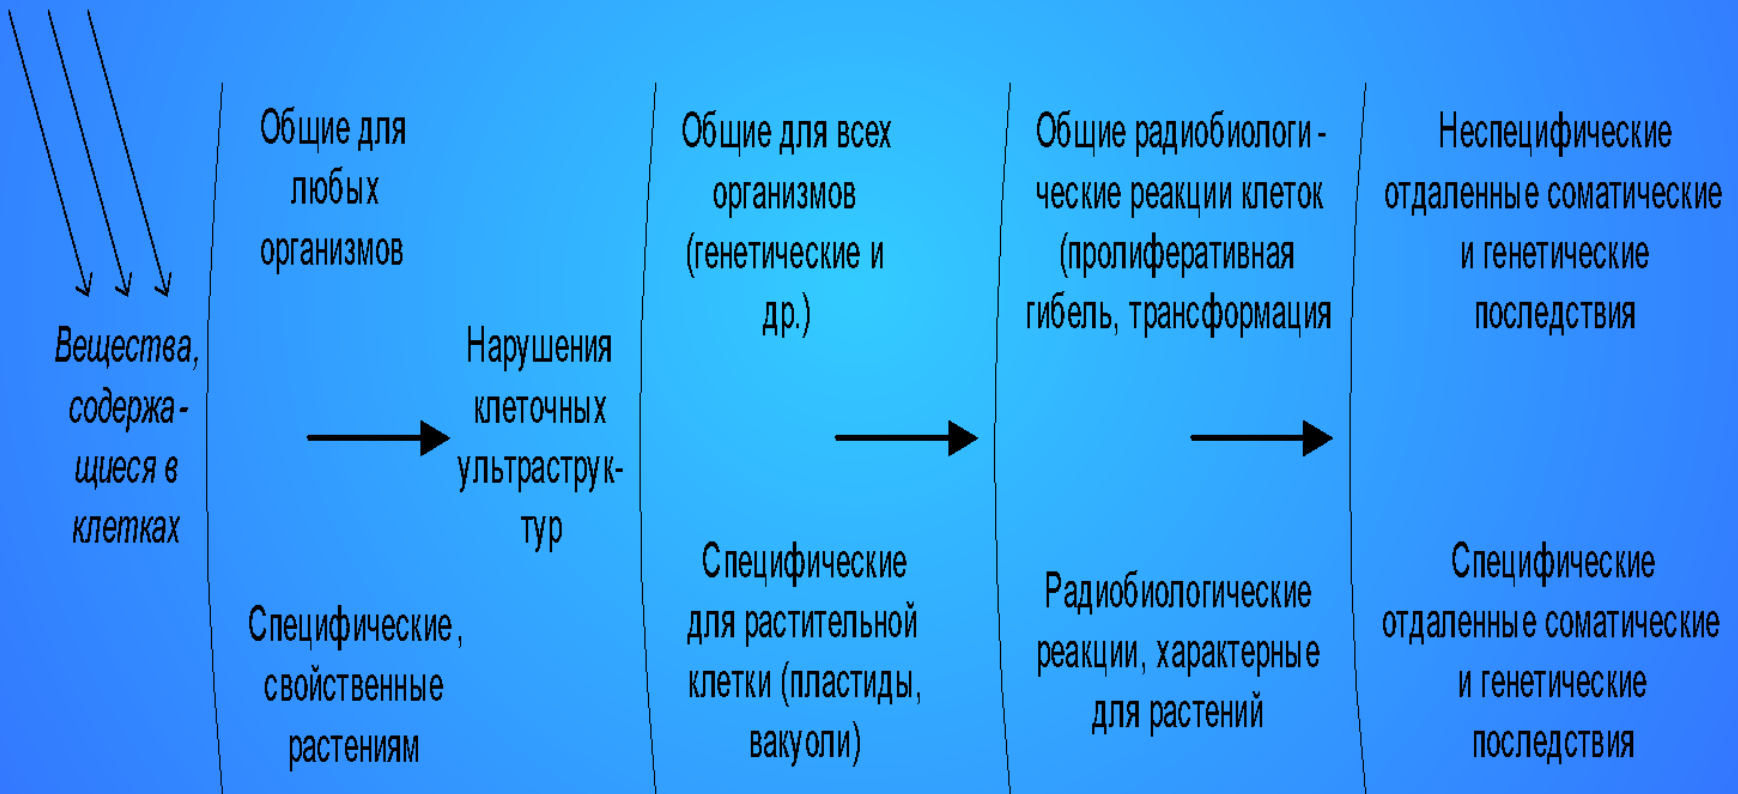 Вещества,
содержа-
щиеся в
клетках
Общие для
любых
организмов
Специфические,
свойственные
растениям
Нарушения
клеточных
ультраструк-
тур
Общие для всех
организмов
(генетические и
др.)
Специфические
для растительной
клетки (пластиды,
вакуоли)
Общие радиобиологи-
ческие реакции клеток
(пролиферативная
гибель, трансформация
Радиобиологические
реакции, характерные
для растений
Неспецифические
отдаленные соматические
и генетические
последствия
Специфические
отдаленные соматические
и генетические
последствия